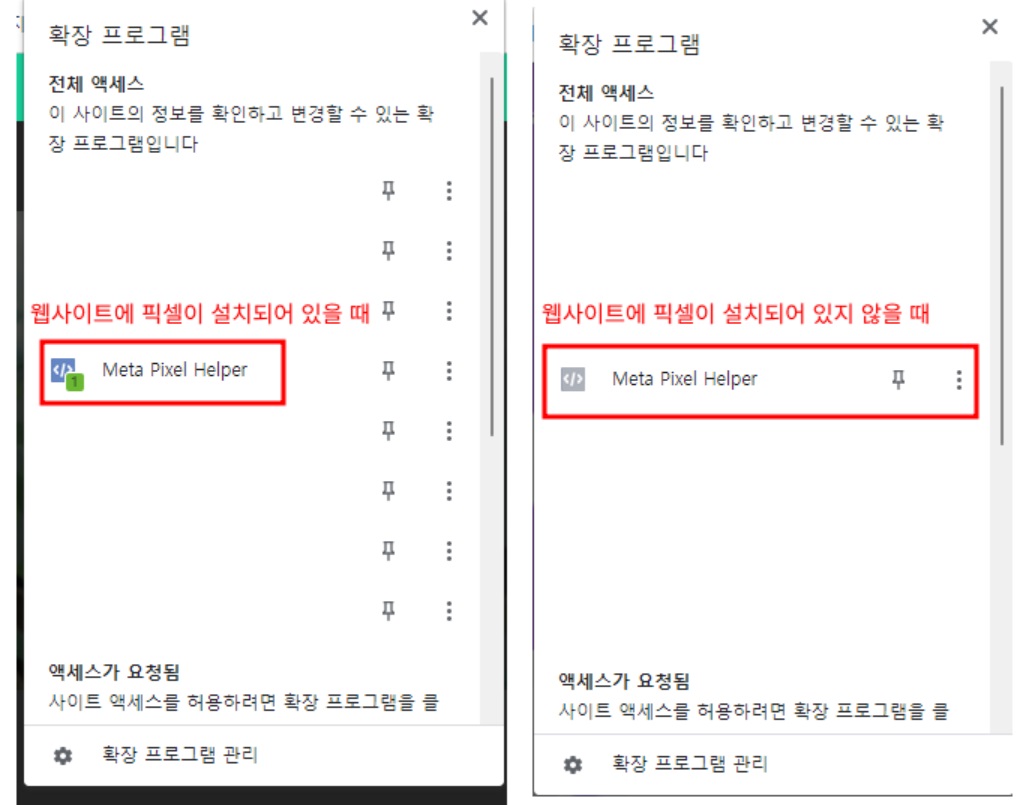 확장 프로그램
전체 액세스
이 사이트의 정보를 확인하고 변경할 수 있는 확
장 프로그램입니다
웹사이트에 픽셀이 설치되어 있을 때
</>
1
Meta Pixel Helper
액세스가 요청됨
사이트 액세스를 허용하려면 확장 프로그램을 클
확장 프로그램 관리
확장 프로그램
전체 액세스
이 사이트의 정보를 확인하고 변경할 수 있는 확
장 프로그램입니다
웹사이트에 픽셀이 설치되어 있지 않을 때
</>
Meta Pixel Helper
액세스가 요청됨
사이트 액세스를 허용하려면 확장 프로그램을 클
확장 프로그램 관리